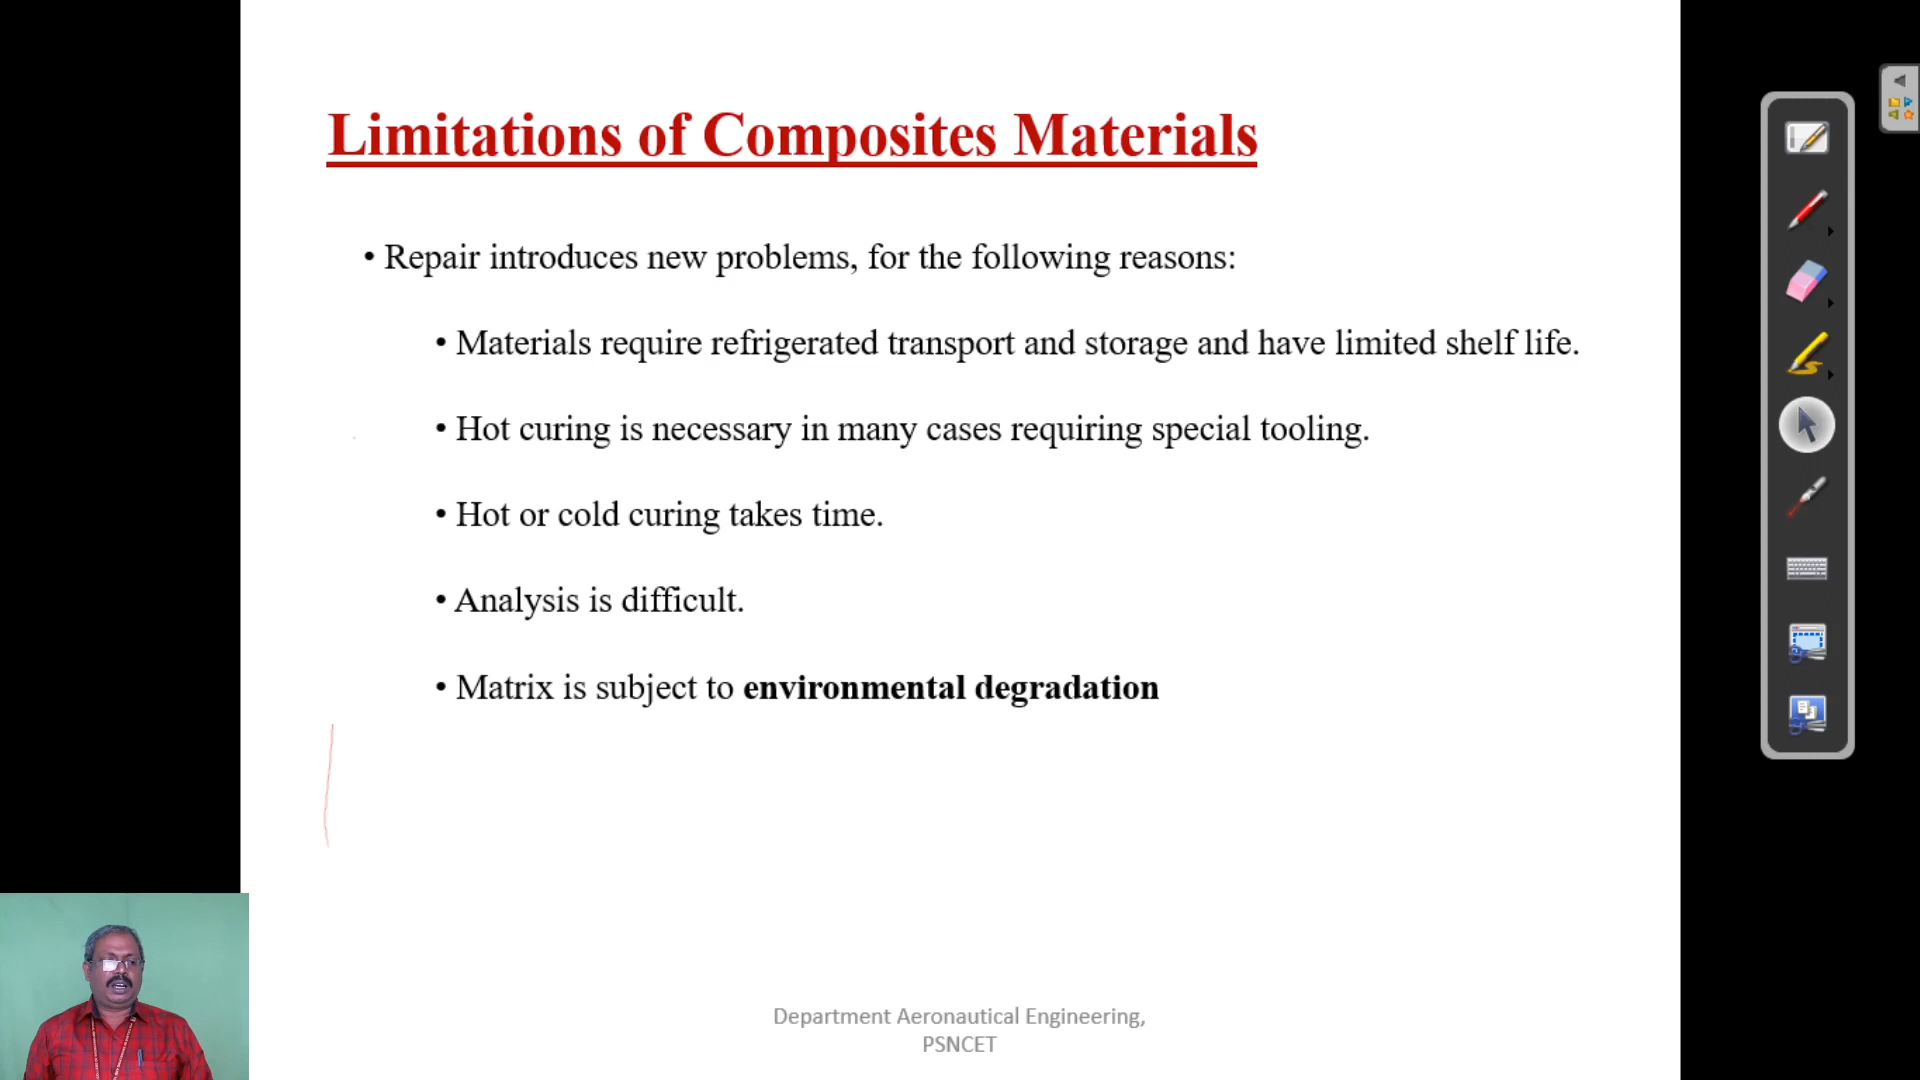 Limitations of Composites Materials
• Repair introduces new problems, for the following reasons:
• Materials require refrigerated transport and storage and have limited shelf life.
• Hot curing is necessary in many cases requiring special tooling.
• Hot or cold curing takes time.
• Analysis is difficult.
• Matrix is subject to environmental degradation
Department Aeronautical Engineering,
PSNCET